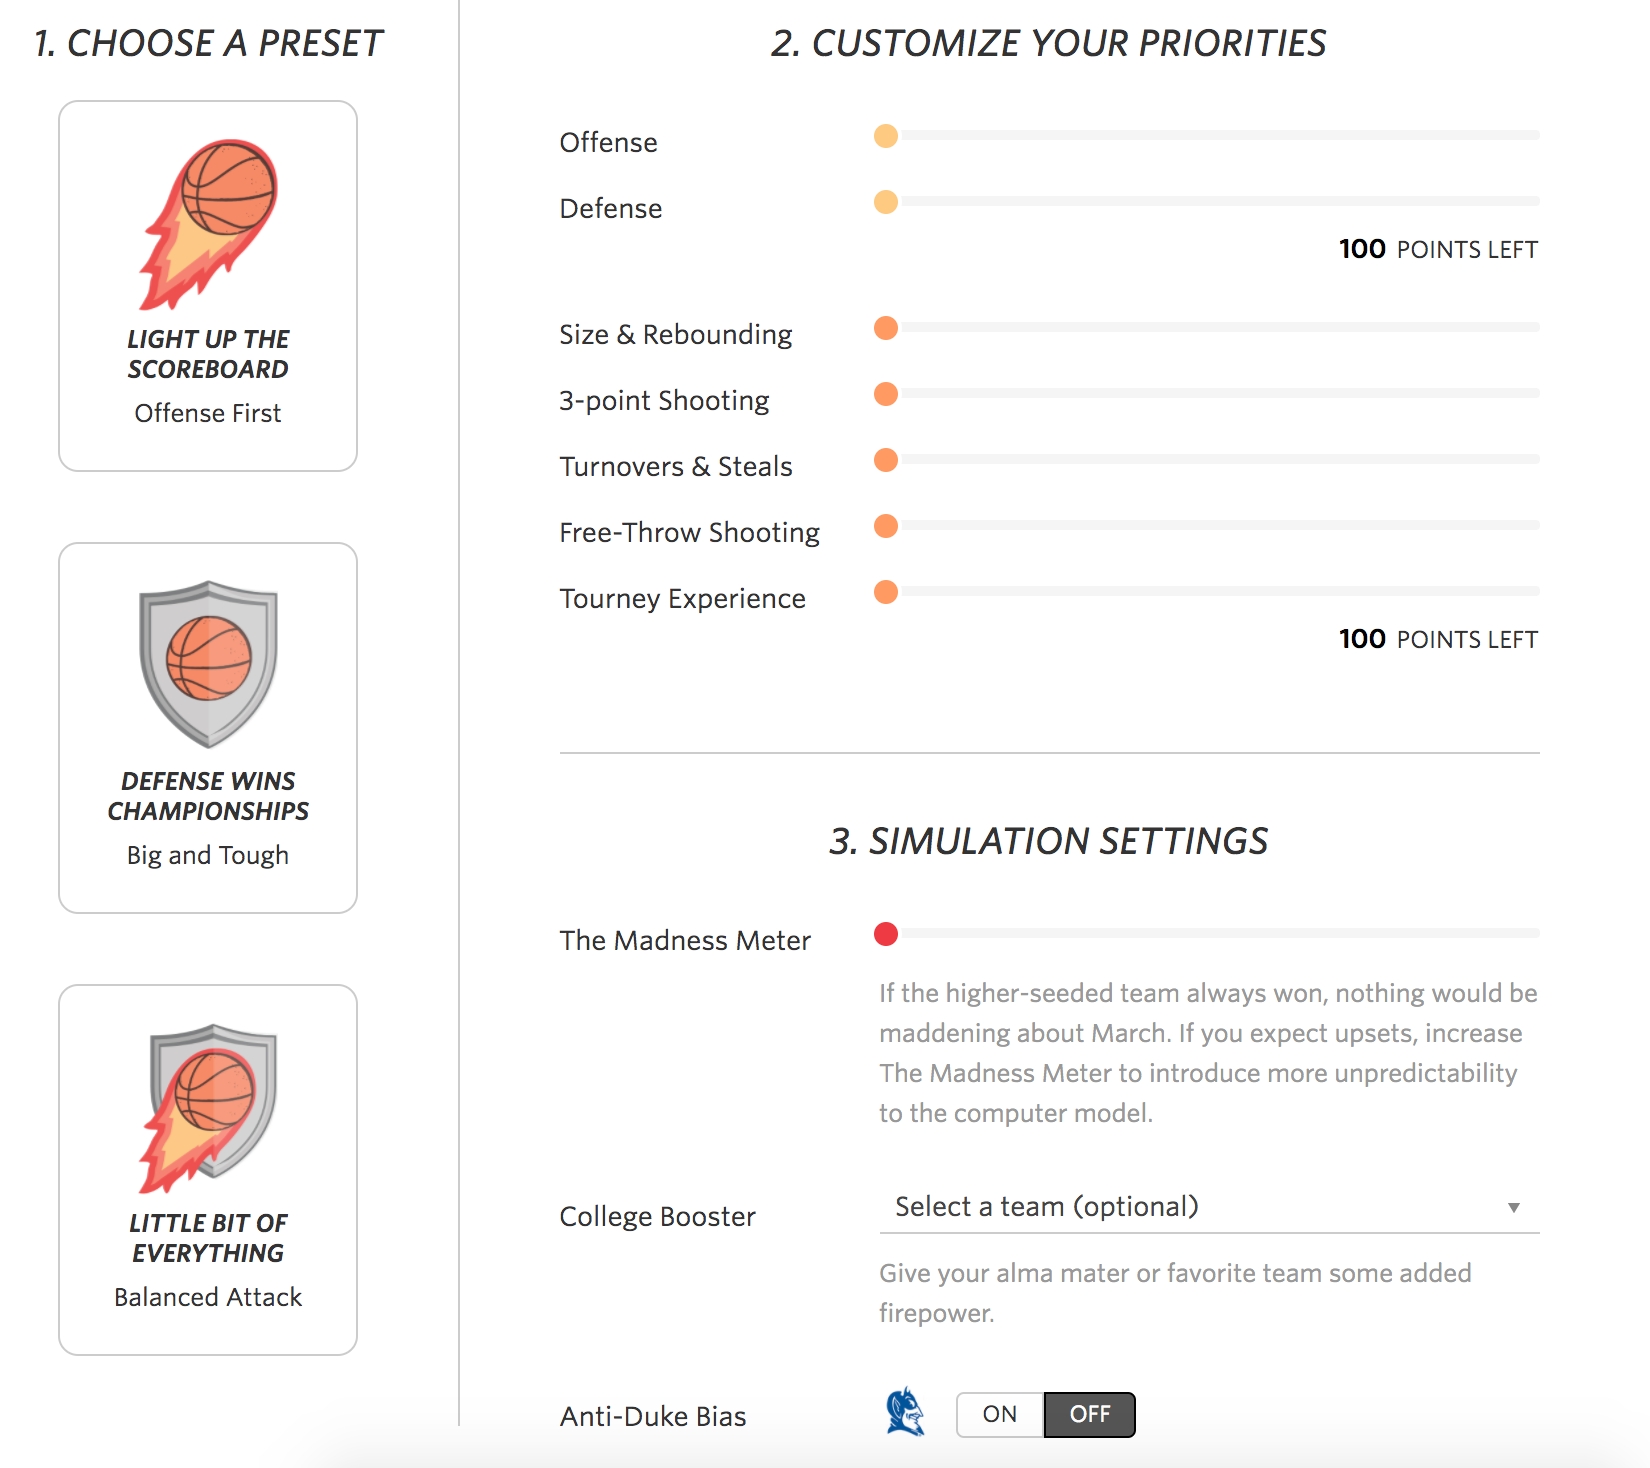 1. CHOOSE A PRESET
LIGHT UP THE
SCOREBOARD
Offense First
DEFENSE WINS
CHAMPIONSHIPS
Big and Tough
LITTLE BIT OF
EVERYTHING
Balanced Attack
2. CUSTOMIZE YOUR PRIORITIES
Offense
Defense
100 POINTS LEFT
Size & Rebounding
3-point Shooting
Turnovers & Steals
Free-Throw Shooting
Tourney Experience
100 POINTS LEFT
3. SIMULATION SETTINGS
The Madness Meter
If the higher-seeded team always won, nothing would be
maddening about March. If you expect upsets, increase
The Madness Meter to introduce more unpredictability
to the computer model.
College Booster
Select a team (optional)
Give your alma mater or favorite team some added
firepower.
Anti-Duke Bias
ON OFF